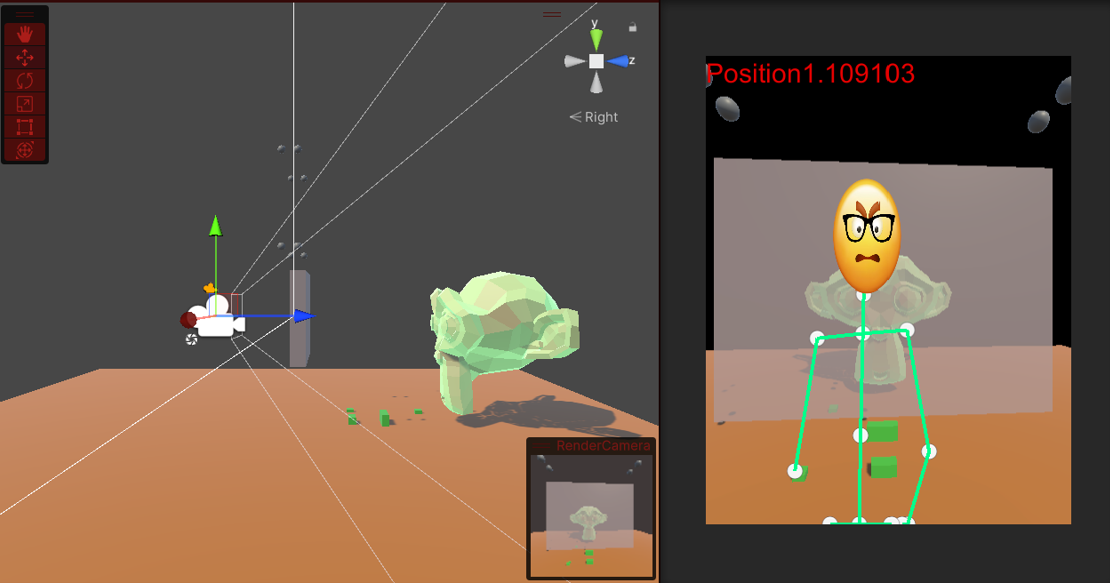 y
z
< Right
RenderCamera
Position1.109103